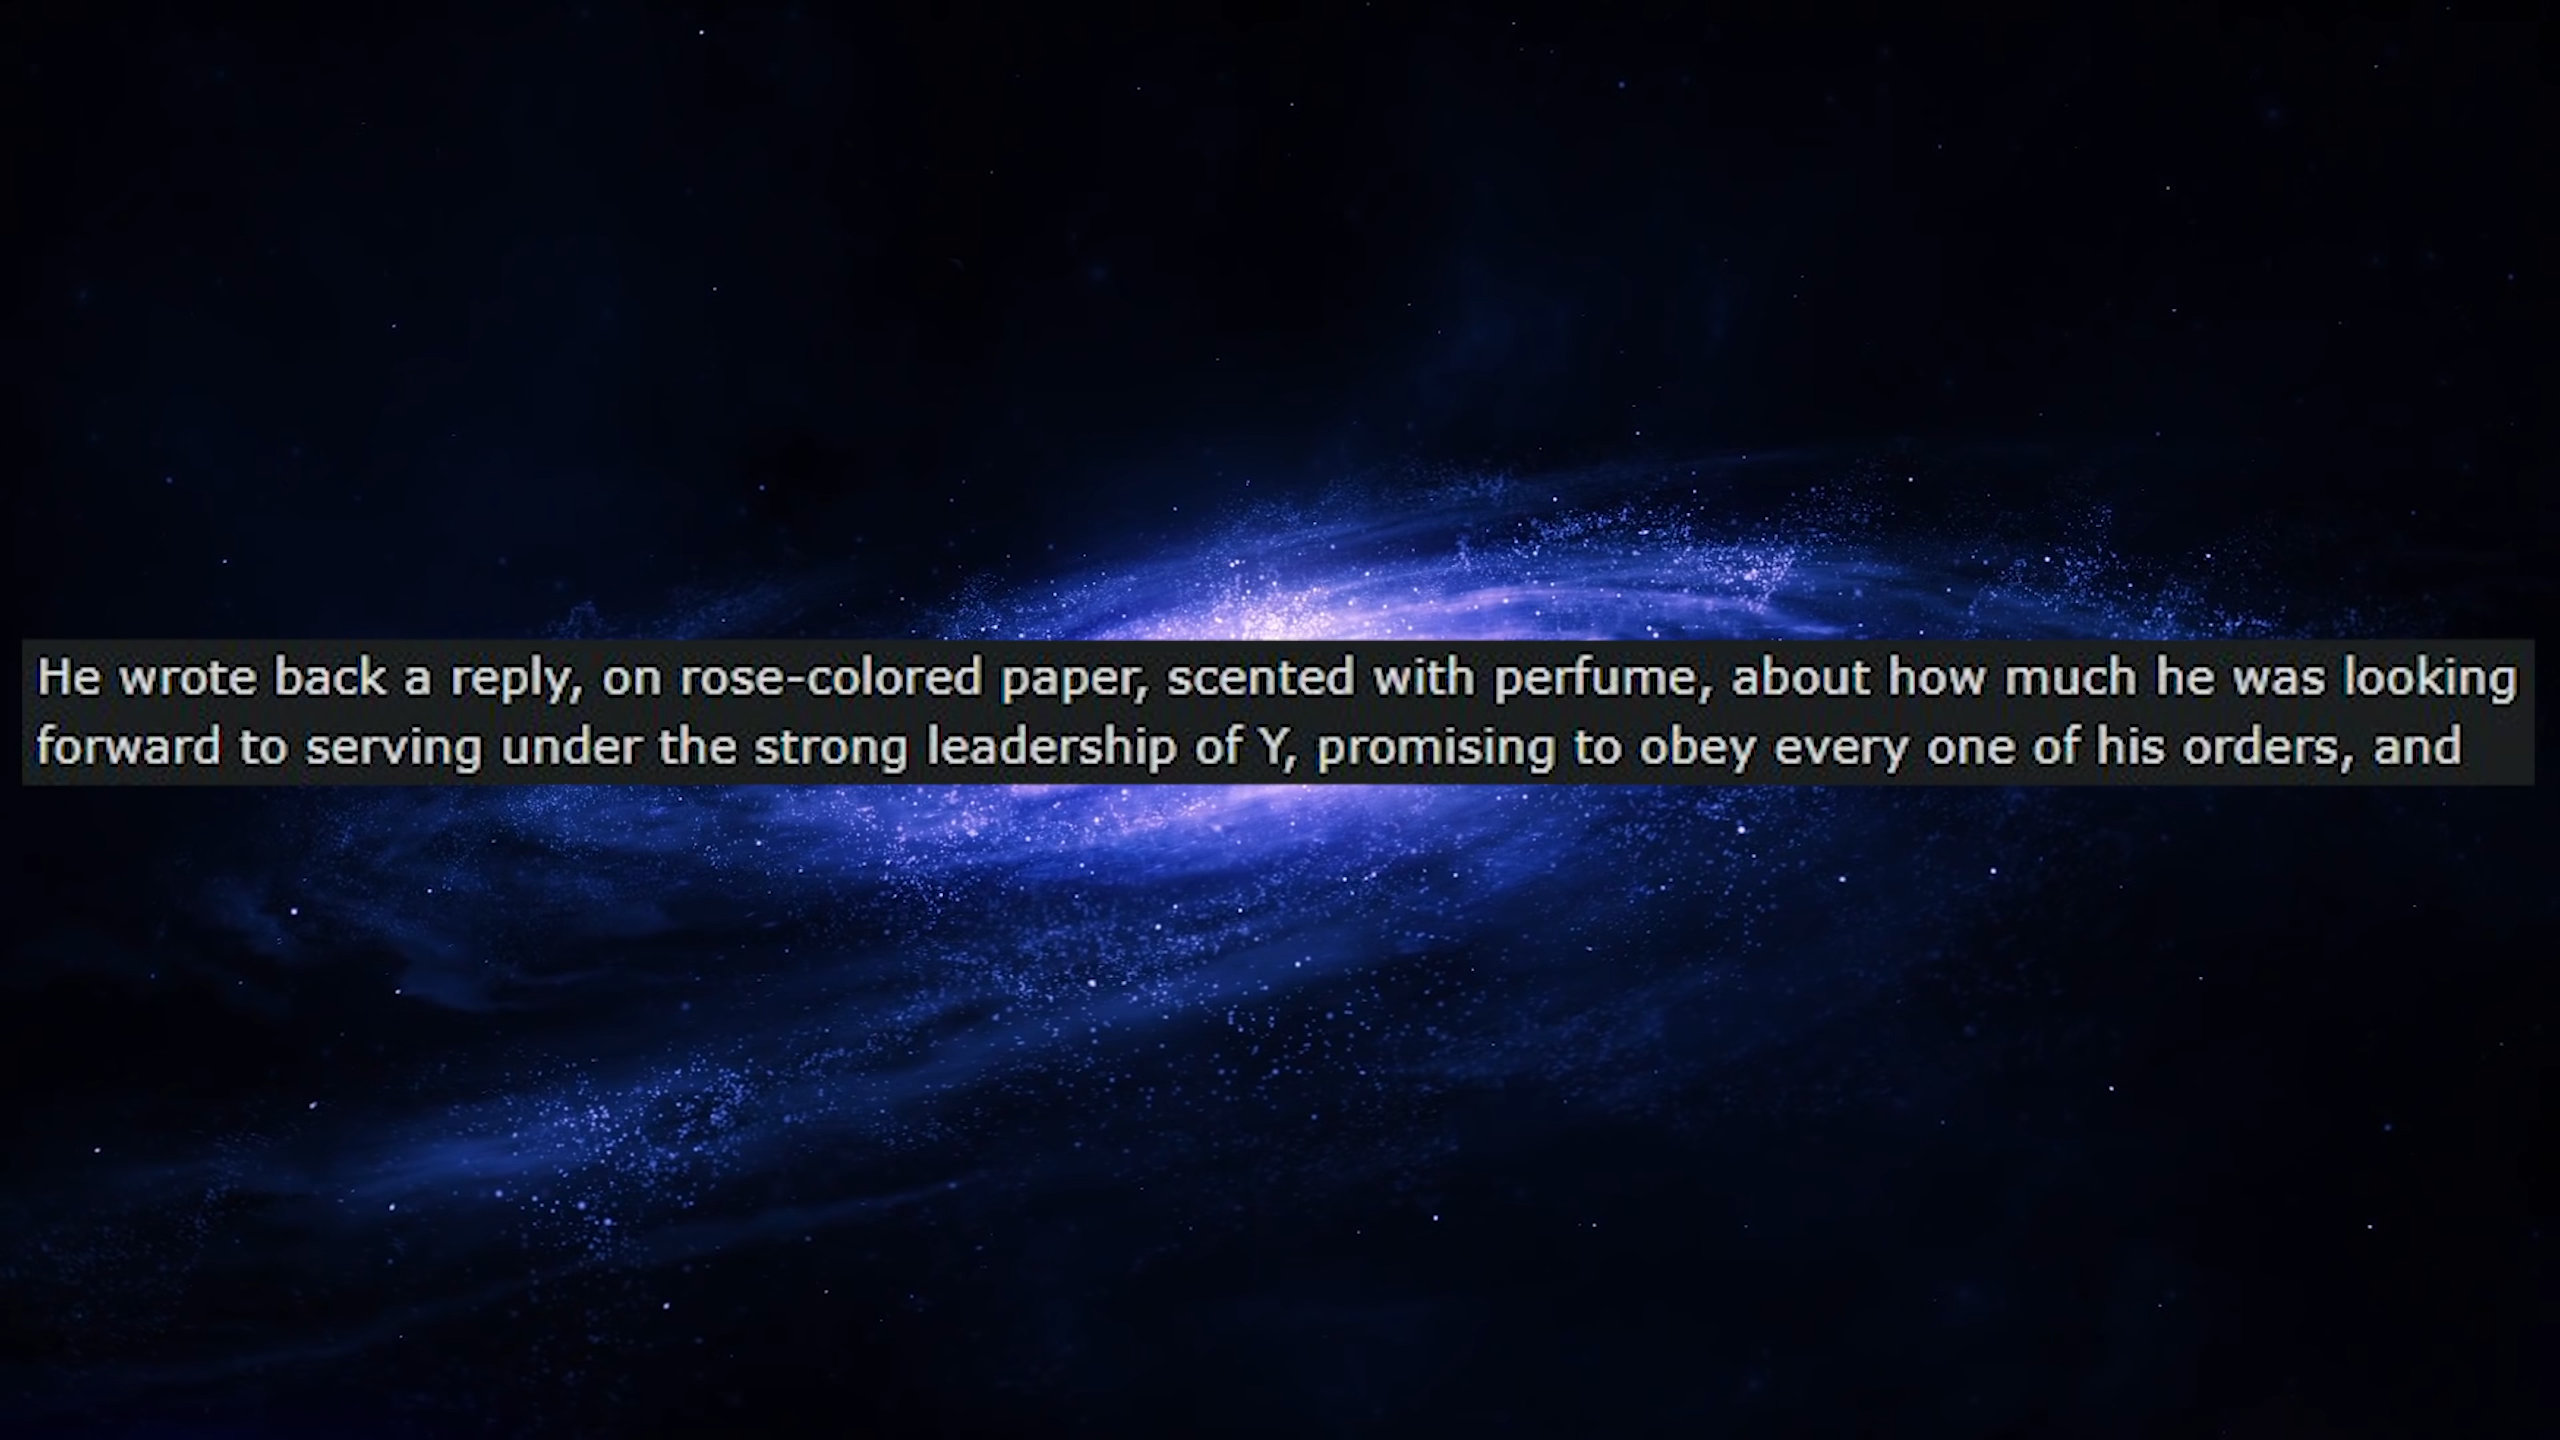 He wrote back a reply, on rose-colored paper, scented with perfume, about how much he was looking
forward to serving under the strong leadership of Y, promising to obey every one of his orders, and